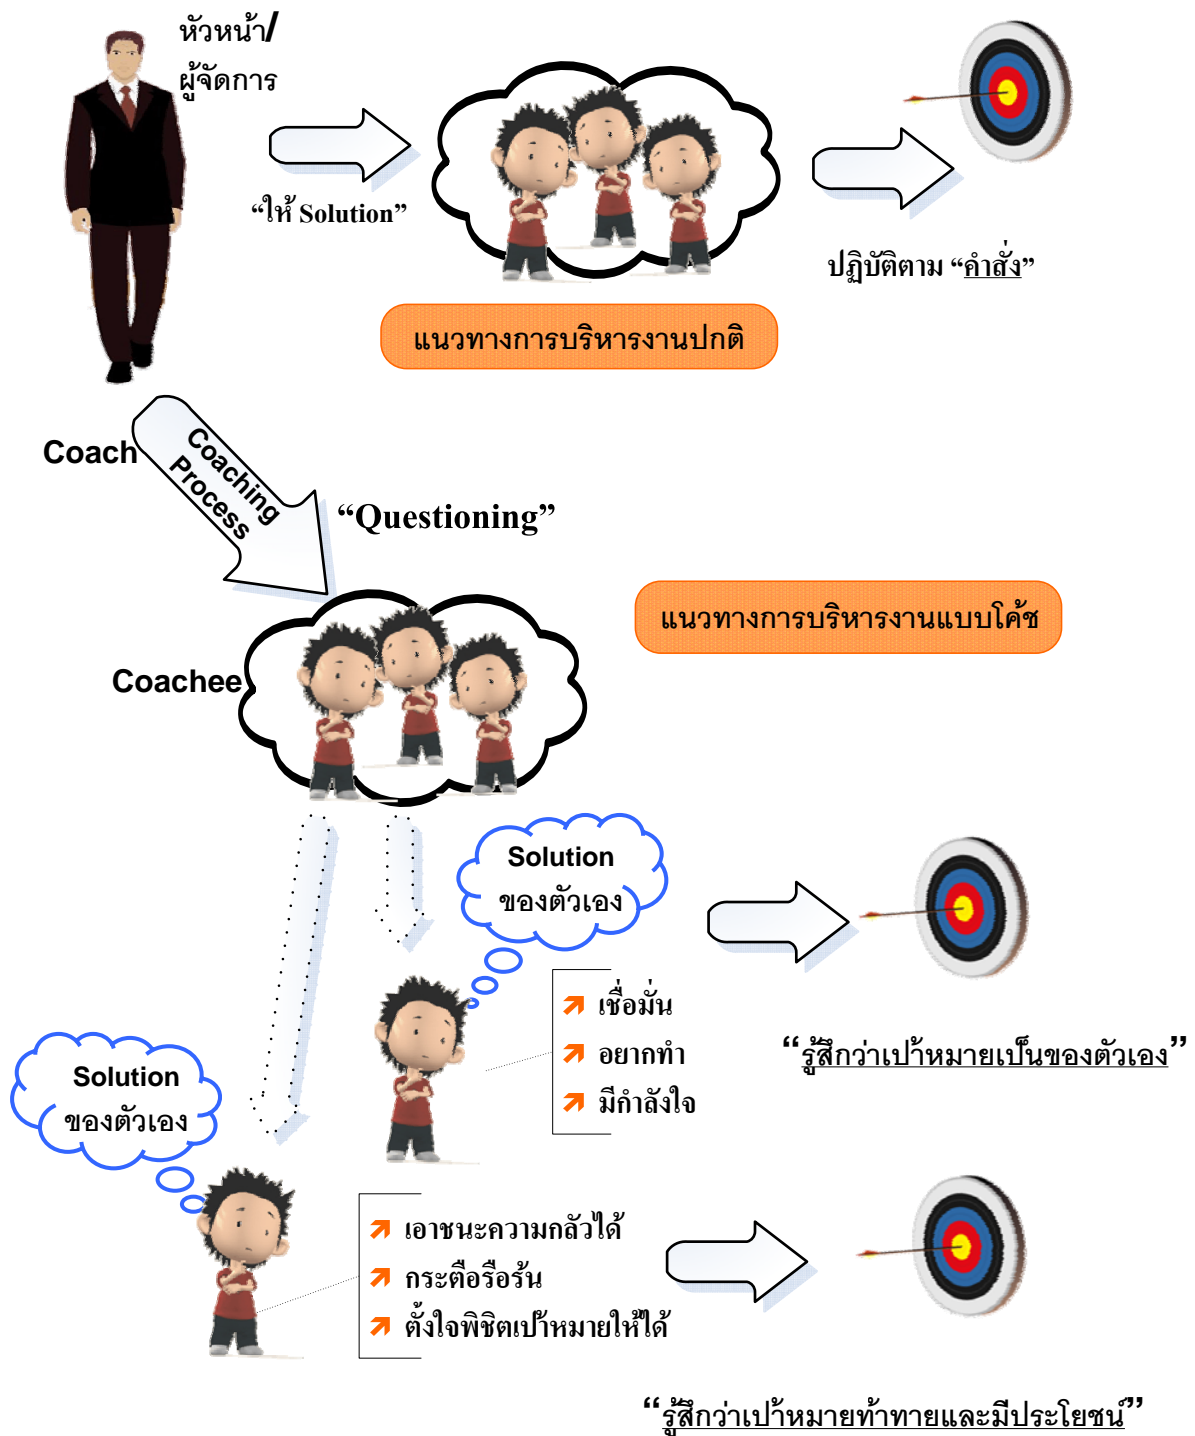 หัวหน้า/
ผู้จัดการ
“ให้ Solution”
ปฏิบัติตาม “คำสั่ง”
แนวทางการบริหารงานปกติ
Coach
Coaching
Process
“Questioning”
แนวทางการบริหารงานแบบโค้ช
Coachee
Solution
ของตัวเอง
เชื่อมั่น
อยากทำ
มีกำลังใจ
“รู้สึกว่าเป้าหมายเป็นของตัวเอง”
Solution
ของตัวเอง
เอาชนะความกลัวได้
กระตือรือร้น
ตั้งใจพิชิตเป้าหมายให้ได้
“รู้สึกว่าเป้าหมายท้าทายและมีประโยชน์”